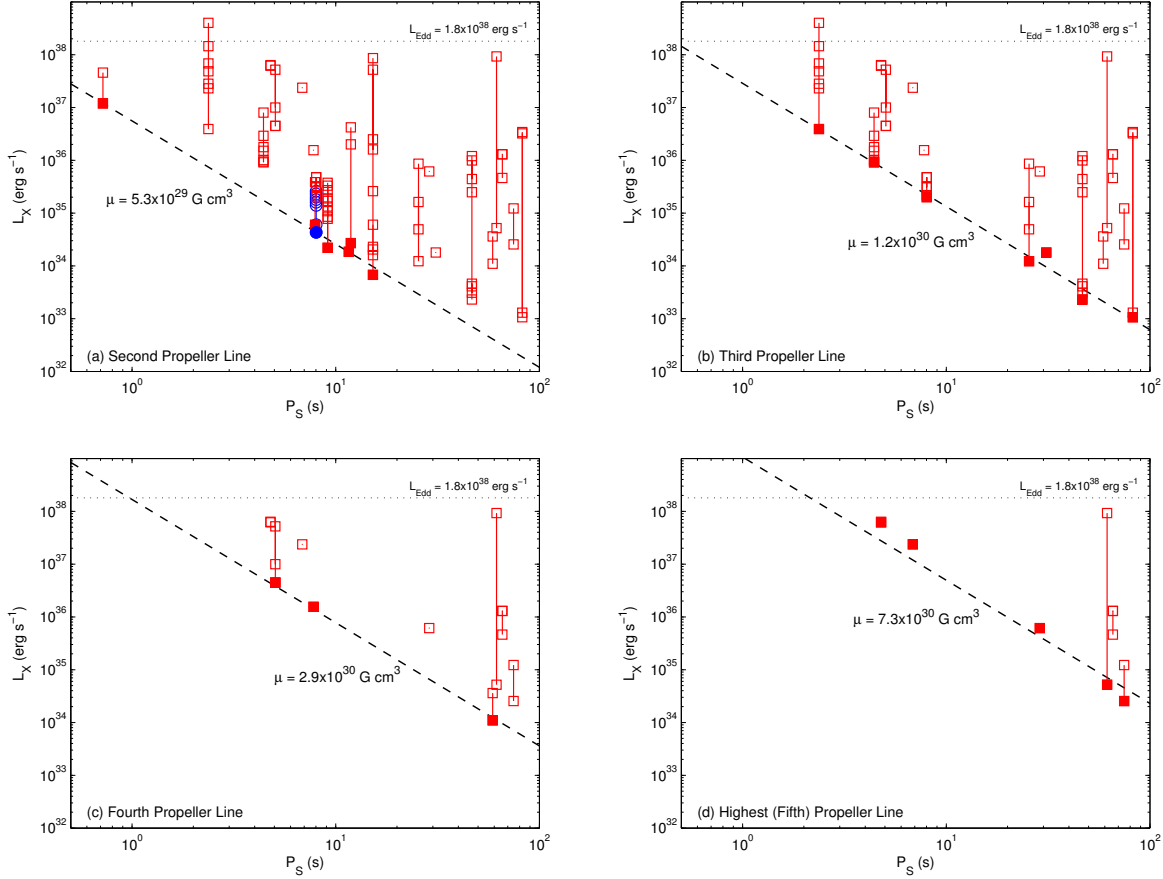 L_Edd = 1.8x10^38 erg s^-1
10^38
10^37
10^36
10^35
10^34
10^33
10^32
L_X (erg s^-1)
μ = 5.3x10^29 G cm^3
(a) Second Propeller Line
10^0
10^1
10^2
P_S (s)
L_Edd = 1.8x10^38 erg s^-1
10^38
10^37
10^36
10^35
10^34
10^33
10^32
L_X (erg s^-1)
μ = 1.2x10^30 G cm^3
(b) Third Propeller Line
10^0
10^1
10^2
P_S (s)
L_Edd = 1.8x10^38 erg s^-1
10^38
10^37
10^36
10^35
10^34
10^33
10^32
L_X (erg s^-1)
μ = 2.9x10^30 G cm^3
(c) Fourth Propeller Line
10^0
10^1
10^2
P_S (s)
L_Edd = 1.8x10^38 erg s^-1
10^38
10^37
10^36
10^35
10^34
10^33
10^32
L_X (erg s^-1)
μ = 7.3x10^30 G cm^3
(d) Highest (Fifth) Propeller Line
10^0
10^1
10^2
P_S (s)